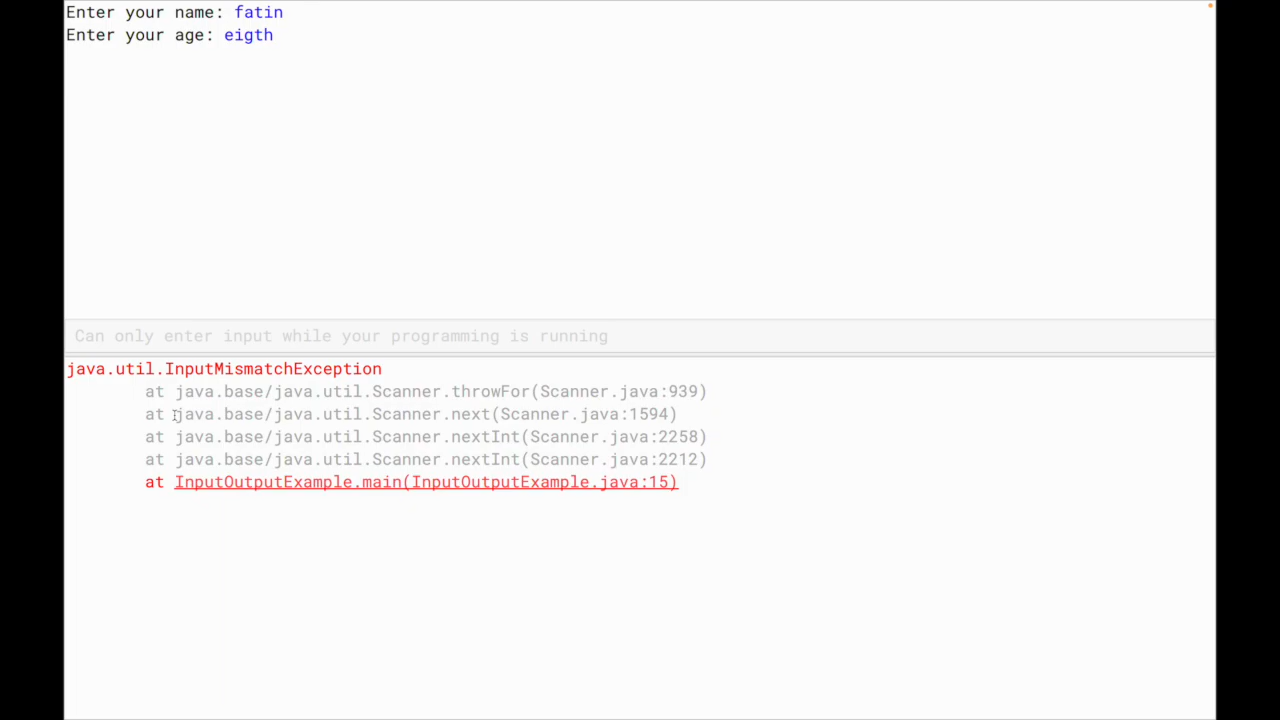 Enter your name: fatin
Enter your age: eigth
Can only enter input while your programming is running
java.util.InputMismatchException
at java.base/java.util.Scanner.throwFor(Scanner.java:939)
at java.base/java.util.Scanner.next(Scanner.java:1594)
at java.base/java.util.Scanner.nextInt(Scanner.java:2258)
at java.base/java.util.Scanner.nextInt(Scanner.java:2212)
at InputOutputExample.main(InputOutputExample.java:15)